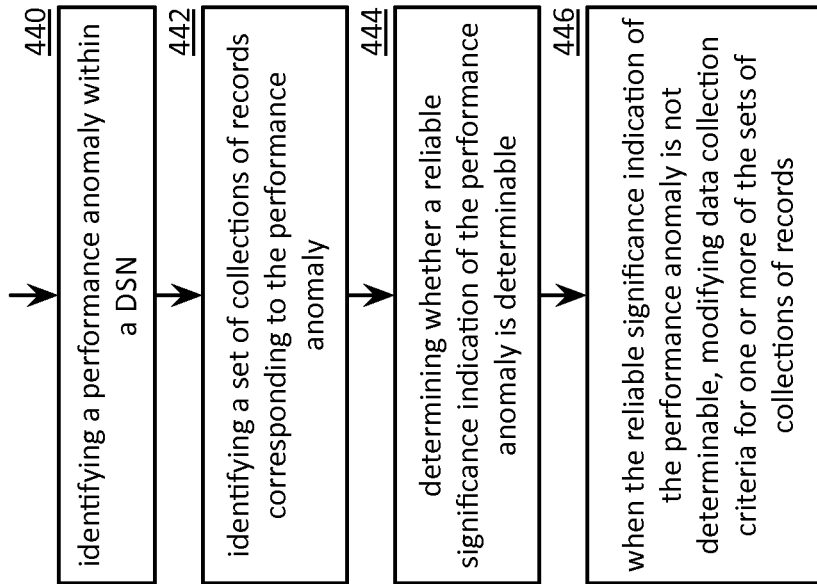 440
identifying a performance anomaly within
a DSN
442
identifying a set of collections of records
corresponding to the performance
anomaly
444
determining whether a reliable
significance indication of the performance
anomaly is determinable
446
when the reliable significance indication of
the performance anomaly is not
determinable, modifying data collection
criteria for one or more of the sets of
collections of records